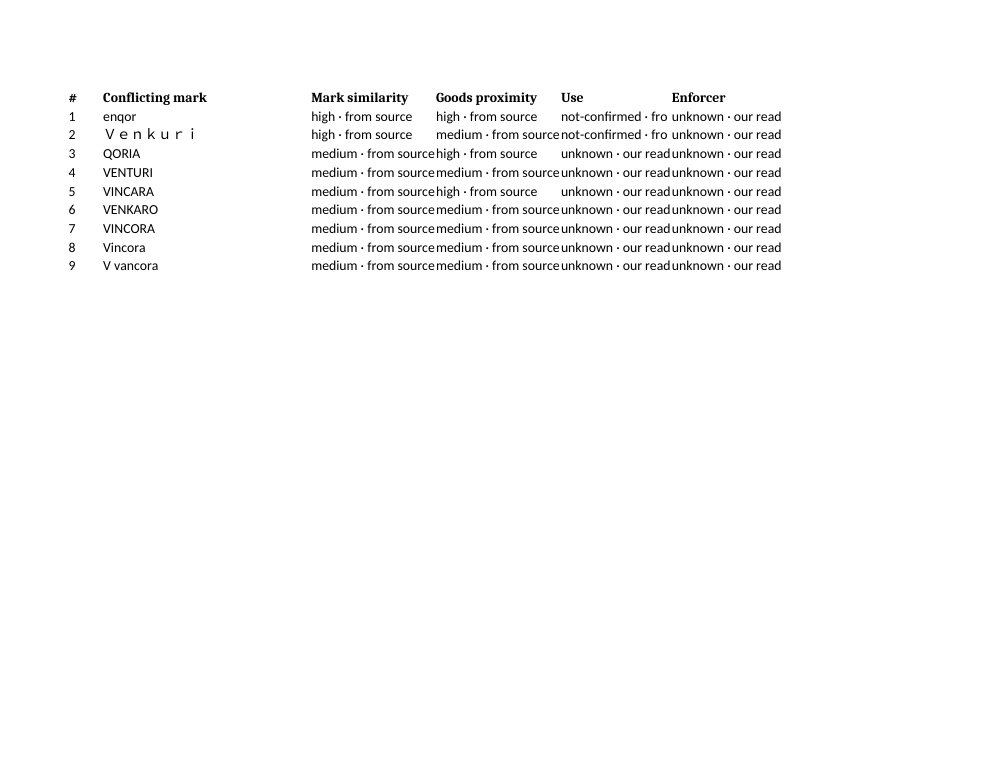 # Conflicting mark Mark similarity Goods proximity Use Enforcer
1 enqor high · from source high · from source not-confirmed · fro unknown · our read
2 Ｖｅｎｋｕｒｉ high · from source medium · from source not-confirmed · fro unknown · our read
3 QORIA medium · from source high · from source unknown · our read unknown · our read
4 VENTURI medium · from source medium · from source unknown · our read unknown · our read
5 VINCARA medium · from source high · from source unknown · our read unknown · our read
6 VENKARO medium · from source medium · from source unknown · our read unknown · our read
7 VINCORA medium · from source medium · from source unknown · our read unknown · our read
8 Vincora medium · from source medium · from source unknown · our read unknown · our read
9 V vancora medium · from source medium · from source unknown · our read unknown · our read